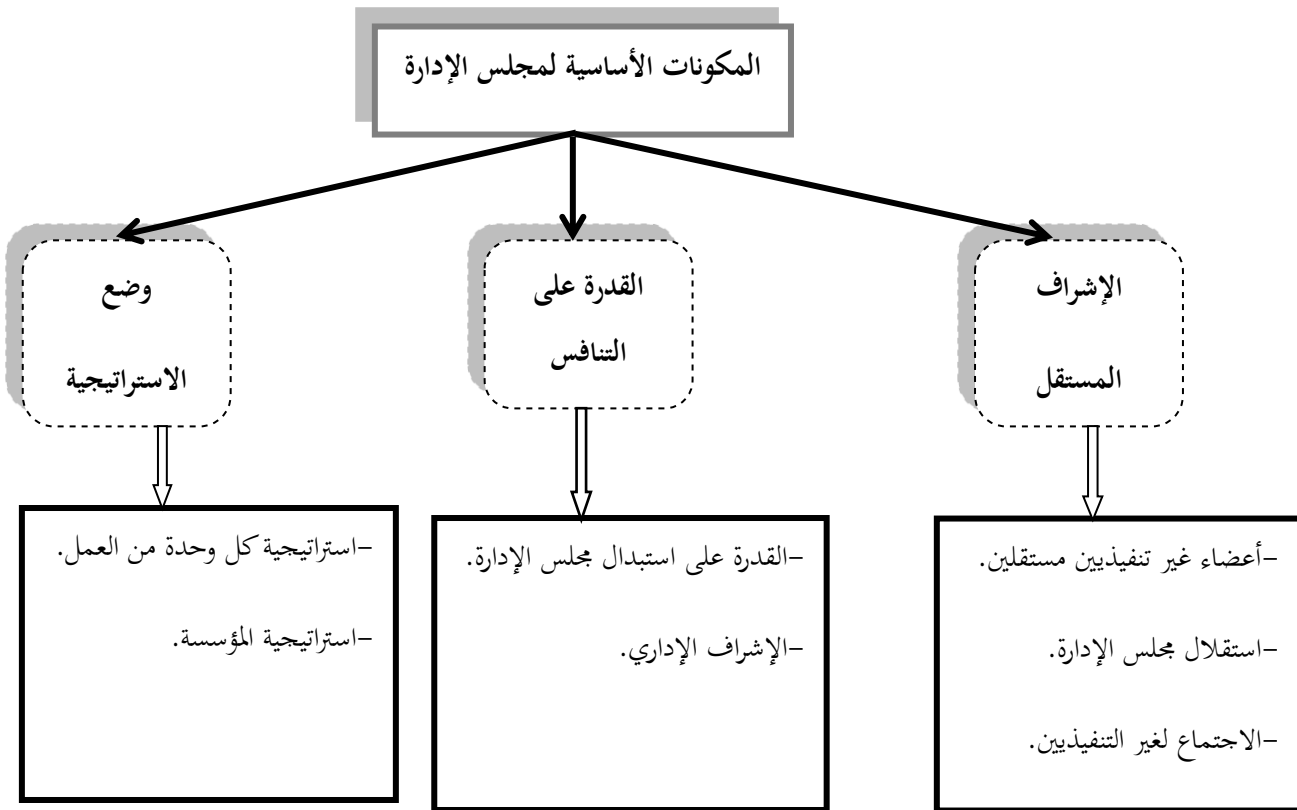 المكونات الأساسية لمجلس الإدارة
الإشراف
المستقل
القدرة على
التنافس
وضع
الاستراتيجية
-أعضاء غير تنفيذيين مستقلين.
-استقلال مجلس الإدارة.
-الاجتماع لغير التنفيذيين.
-القدرة على استبدال مجلس الإدارة.
-الإشراف الإداري.
-استراتيجية كل وحدة من العمل.
-استراتيجية المؤسسة.